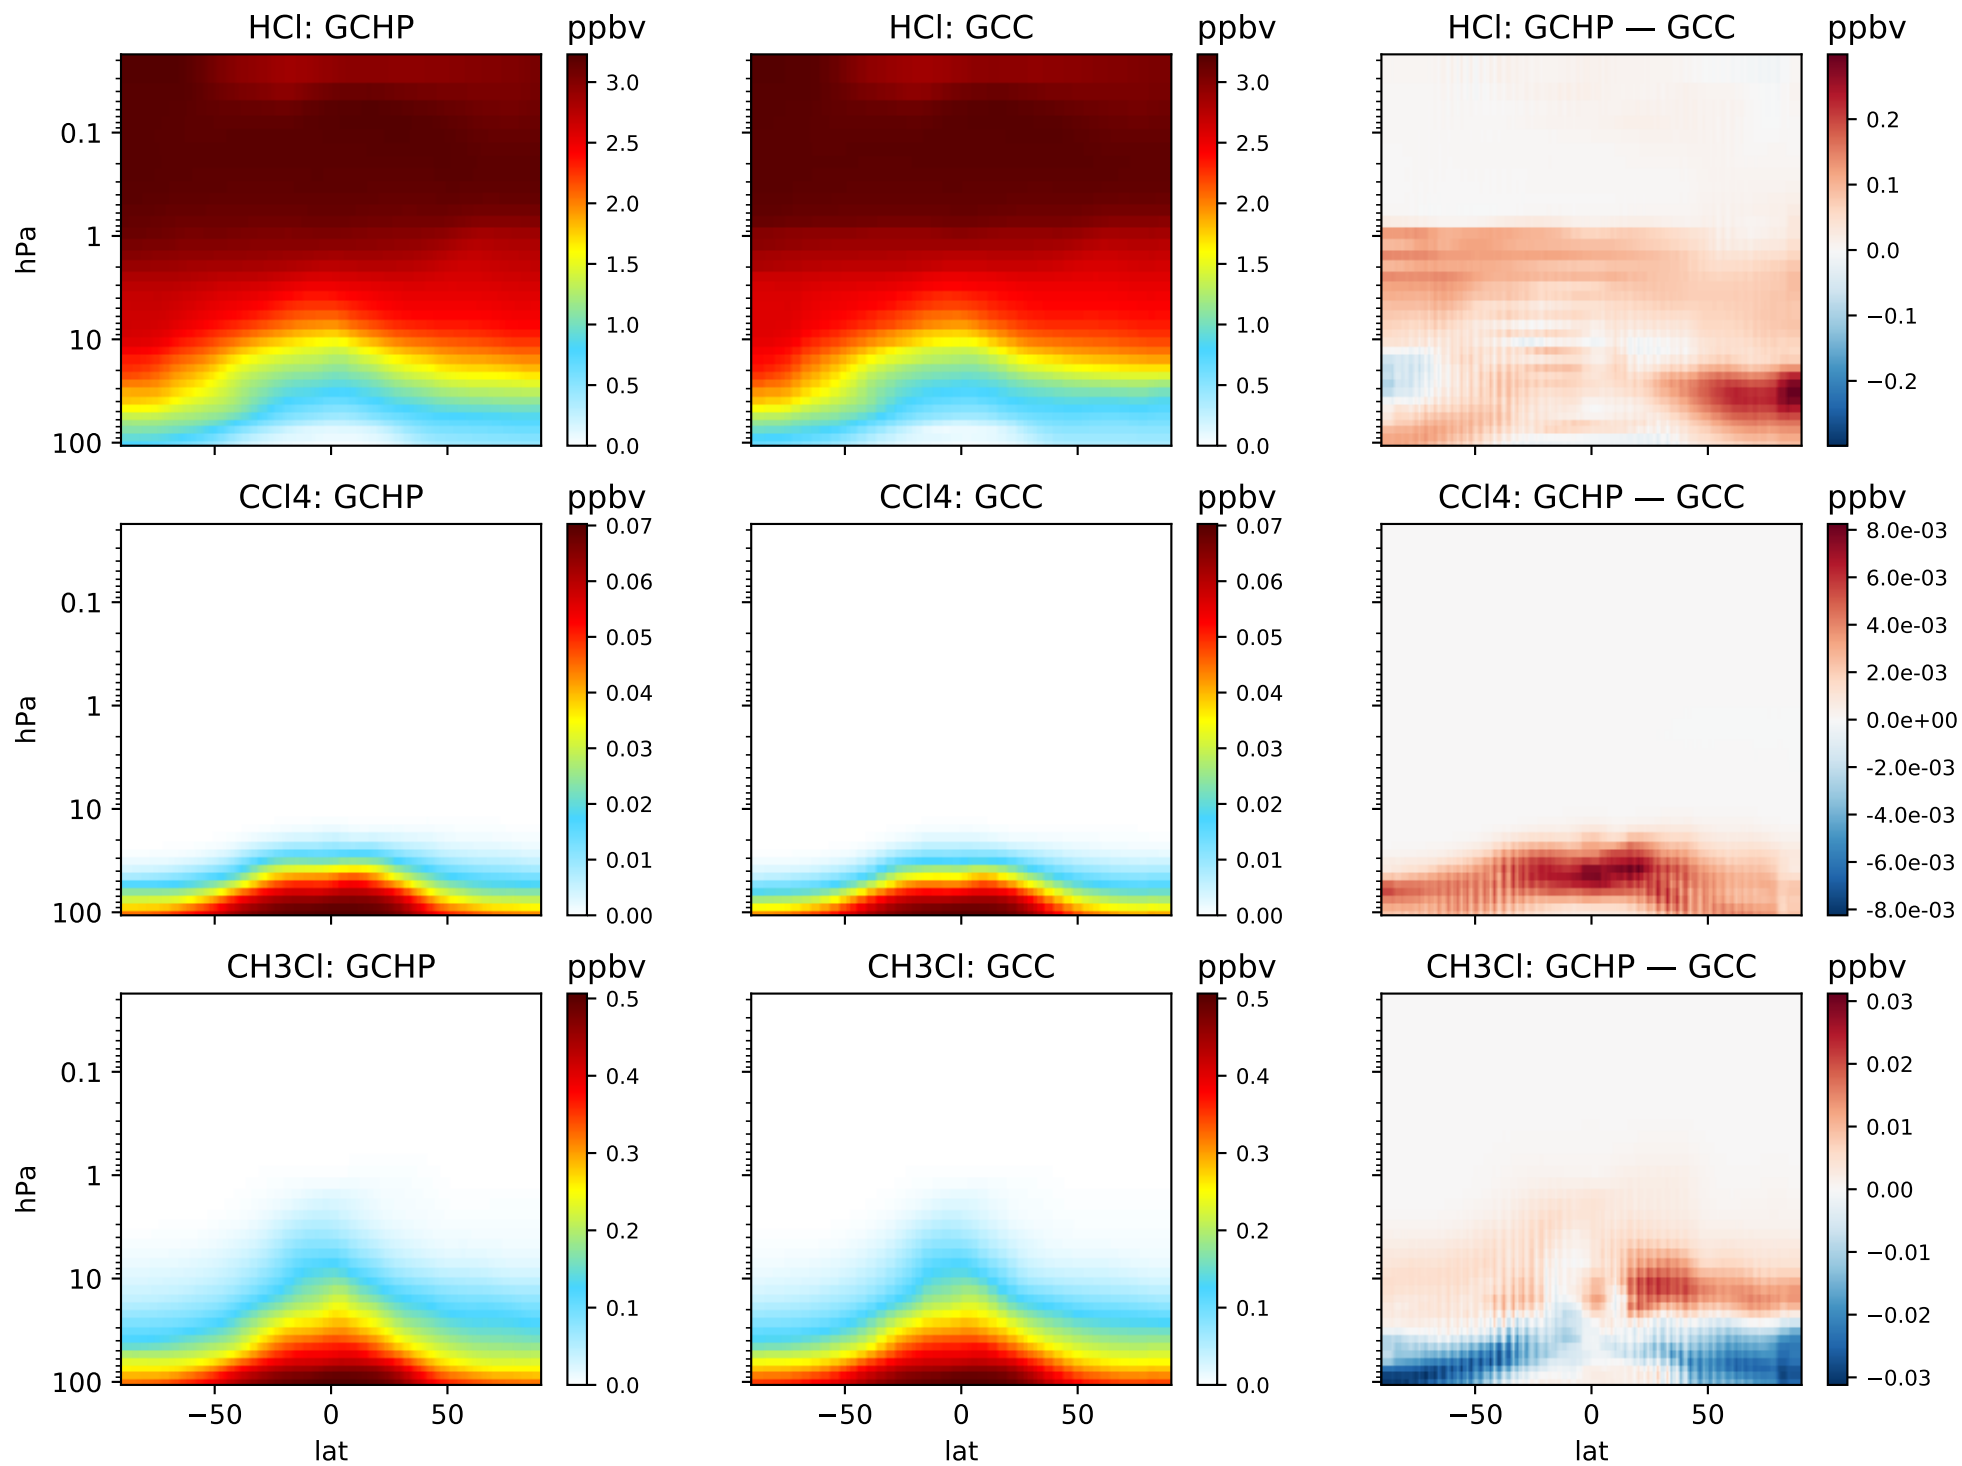 HCl: GCHP
ppbv
HCl: GCC
ppbv
HCl: GCHP — GCC
ppbv
hPa
0.1
1
10
100
3.0
2.5
2.0
1.5
1.0
0.5
0.0
3.0
2.5
2.0
1.5
1.0
0.5
0.0
0.2
0.1
0.0
−0.1
−0.2
CCl4: GCHP
ppbv
CCl4: GCC
ppbv
CCl4: GCHP — GCC
ppbv
hPa
0.1
1
10
100
0.07
0.06
0.05
0.04
0.03
0.02
0.01
0.00
0.07
0.06
0.05
0.04
0.03
0.02
0.01
0.00
8.0e-03
6.0e-03
4.0e-03
2.0e-03
0.0e+00
-2.0e-03
-4.0e-03
-6.0e-03
-8.0e-03
CH3Cl: GCHP
ppbv
CH3Cl: GCC
ppbv
CH3Cl: GCHP — GCC
ppbv
hPa
0.1
1
10
100
0.5
0.4
0.3
0.2
0.1
0.0
0.5
0.4
0.3
0.2
0.1
0.0
0.03
0.02
0.01
0.00
−0.01
−0.02
−0.03
−50 0 50
−50 0 50
−50 0 50
lat
lat
lat